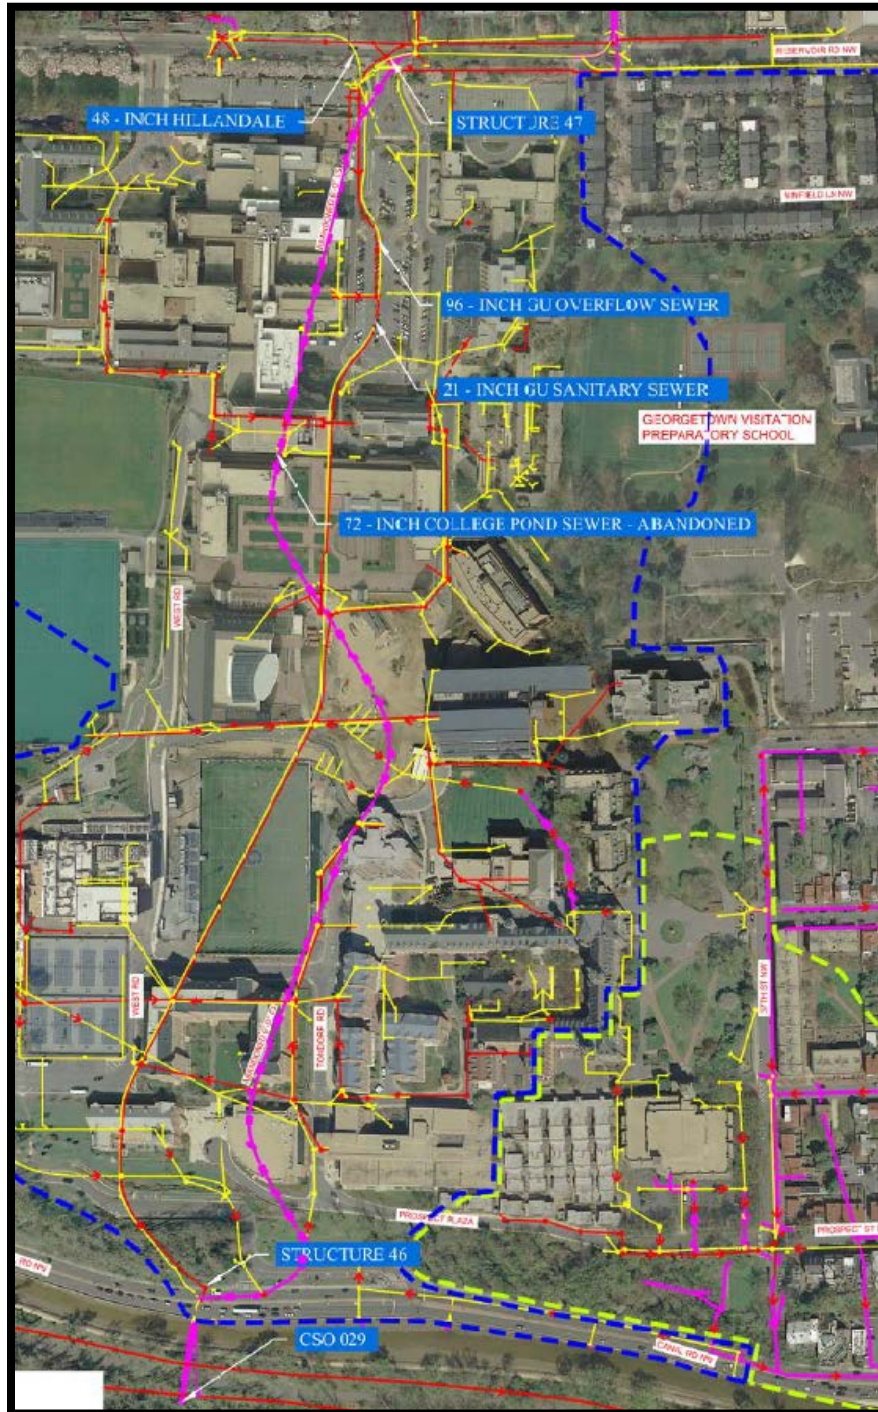 RESERVOIR RD NW
48 - INCH HILLANDALE
STRUCTURE 47
WINFIELD LN NW
96 - INCH GU OVERFLOW SEWER
21 - INCH GU SANITARY SEWER
GEORGETOWN VISITATION
PREPARATORY SCHOOL
72 - INCH COLLEGE POND SEWER - ABANDONED
WEST RD
37TH ST NW
WEST RD
TONDORF RD
PROSPECT PLAZA
PROSPECT ST
STRUCTURE 46
RD NW
CSO 029
CANAL RD NW